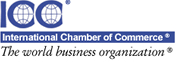 ICC®
International Chamber of Commerce®
The world business organization®